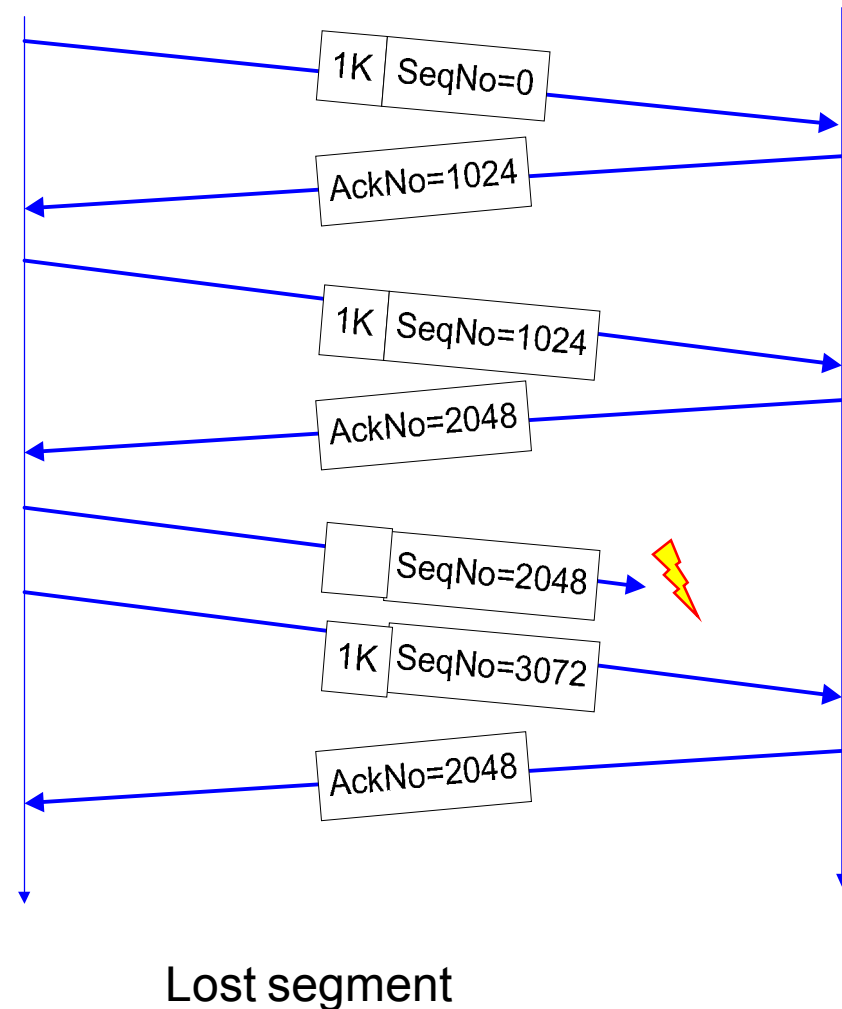 1K SeqNo=0
AckNo=1024
1K SeqNo=1024
AckNo=2048
SeqNo=2048
1K SeqNo=3072
AckNo=2048
Lost segment